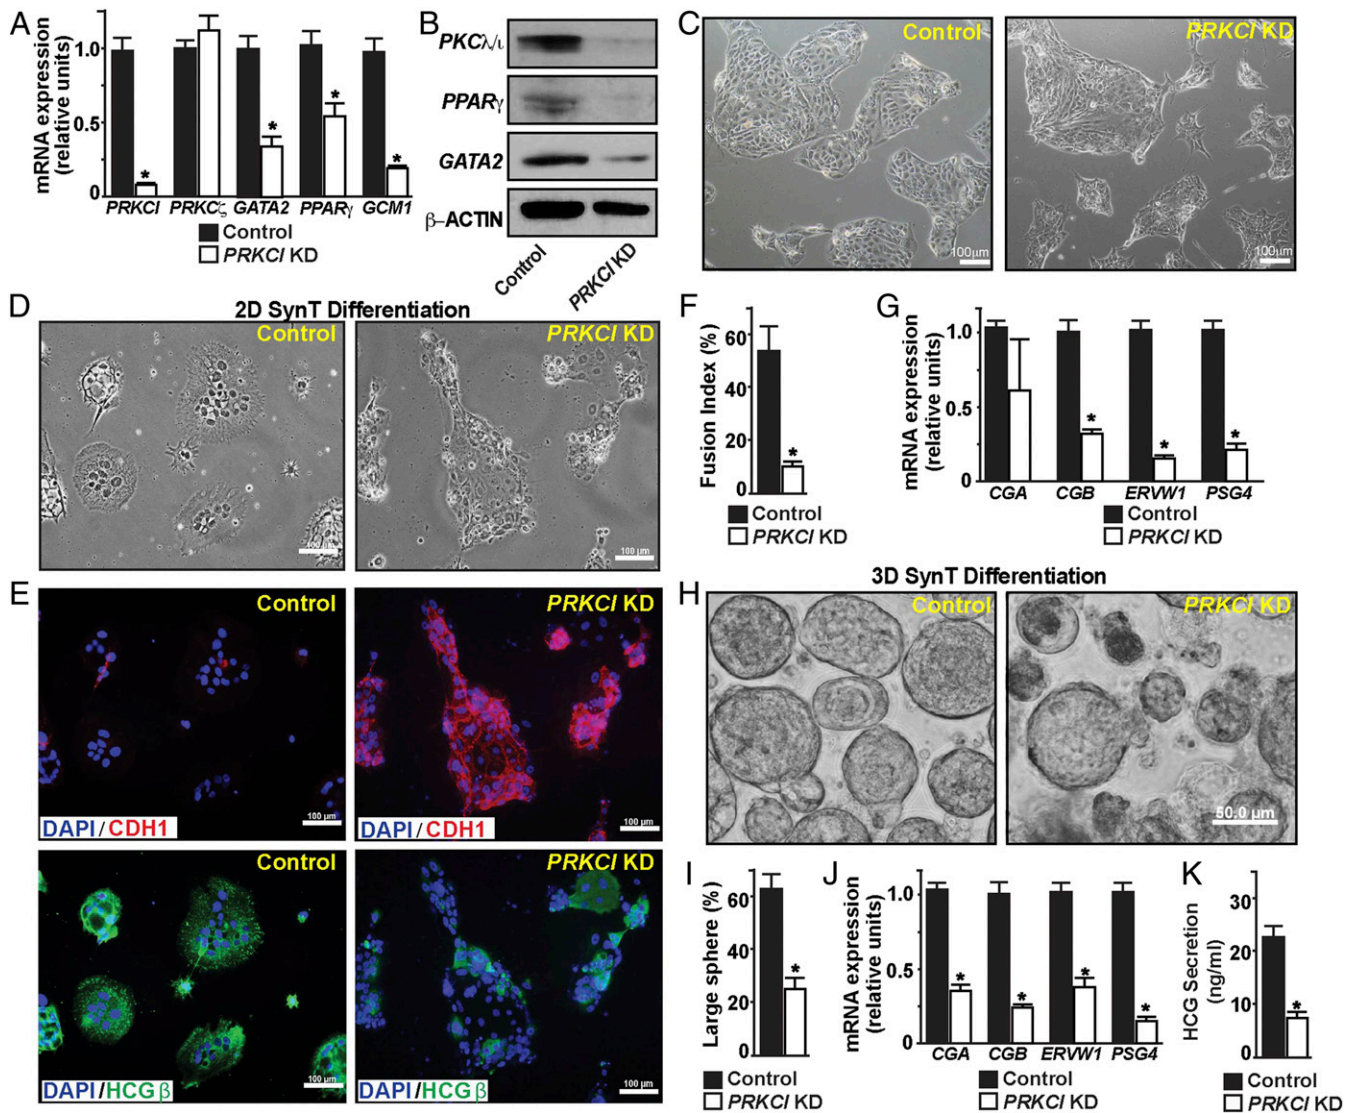 A
mRNA expression
(relative units)
1.0
0.5
0
*
*
*
*
PRKCI PRKCζ GATA2 PPARγ GCM1
Control
PRKCI KD
B
PKCλ/ι
PPARγ
GATA2
β–ACTIN
Control
PRKCI KD
C
Control
100μm
PRKCI KD
100μm
D
2D SynT Differentiation
Control
100 μm
PRKCI KD
100 μm
E
Control
DAPI/CDH1
100 μm
PRKCI KD
DAPI/CDH1
100 μm
Control
DAPI/HCG β
100 μm
PRKCI KD
DAPI/HCG β
100 μm
F
Fusion Index (%)
60
40
20
0
*
Control
PRKCI KD
G
mRNA expression
(relative units)
1.0
0.5
0
*
*
*
CGA CGB ERVW1 PSG4
Control
PRKCI KD
H
3D SynT Differentiation
Control
PRKCI KD
50.0 μm
I
Large sphere (%)
60
40
20
0
*
Control
PRKCI KD
J
mRNA expression
(relative units)
1.0
0.5
0
*
*
*
*
CGA CGB ERVW1 PSG4
Control
PRKCI KD
K
HCG Secretion
(ng/ml)
30
20
10
0
*
Control
PRKCI KD